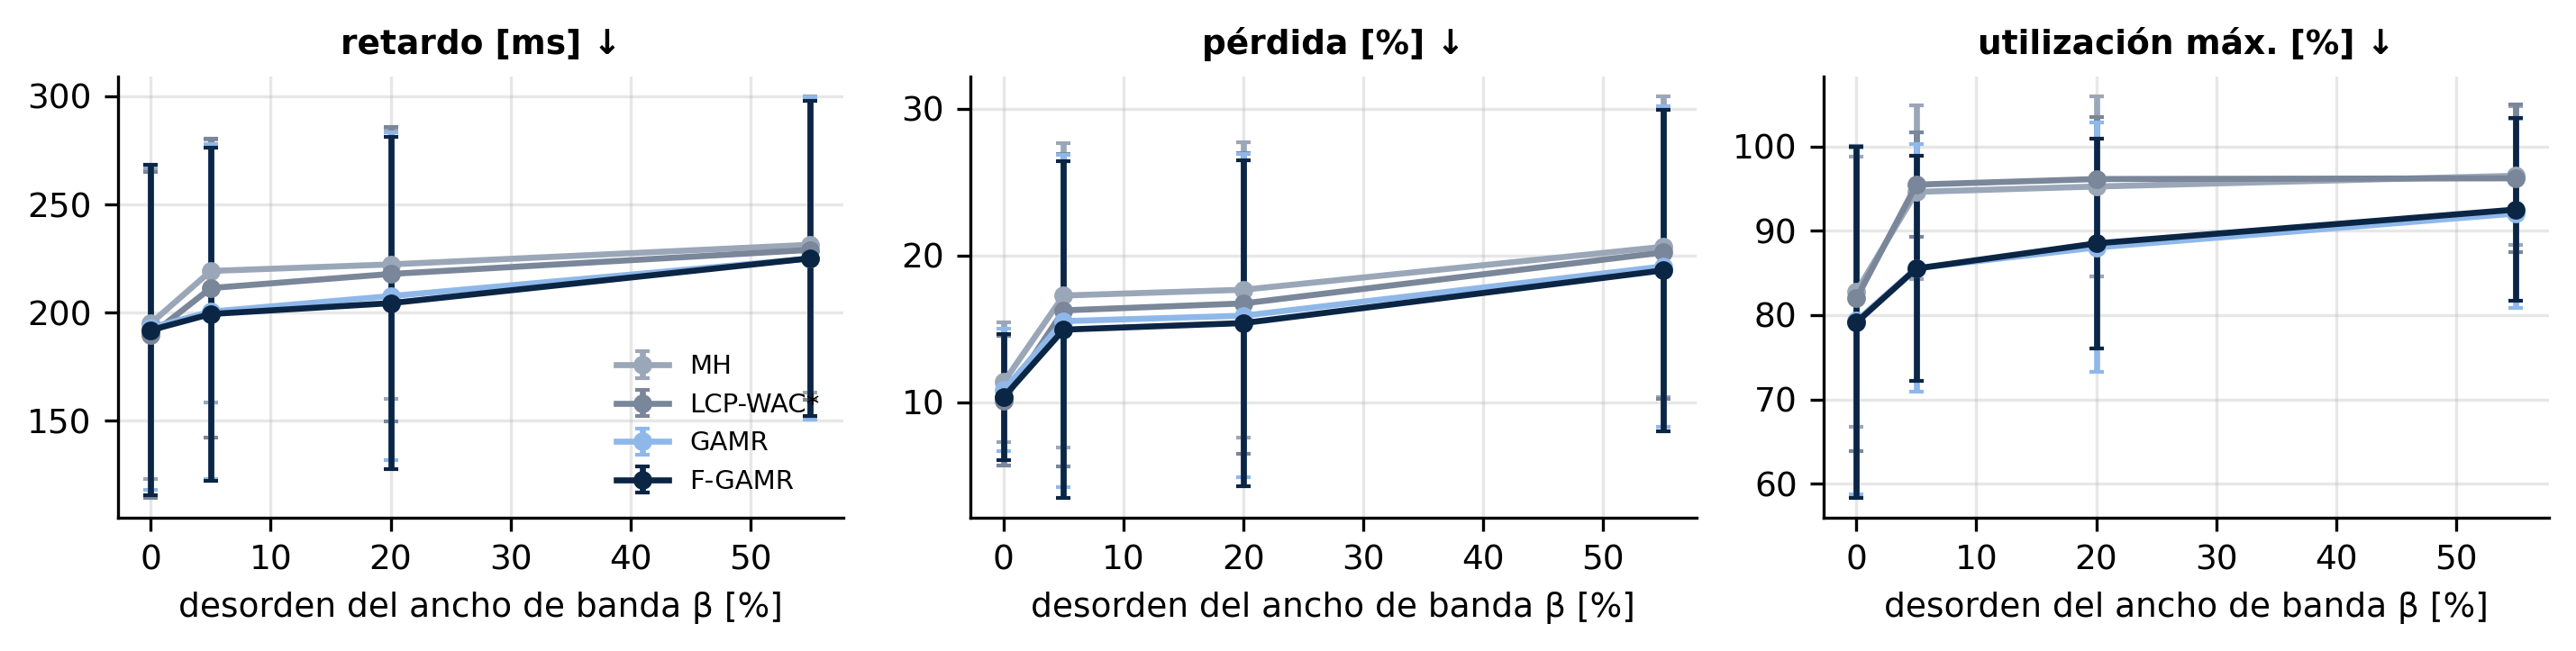 retardo [ms] ↓
300
250
200
150
0 10 20 30 40 50
desorden del ancho de banda β [%]
MH
LCP-WAC*
GAMR
F-GAMR
pérdida [%] ↓
30
20
10
0 10 20 30 40 50
desorden del ancho de banda β [%]
utilización máx. [%] ↓
100
90
80
70
60
0 10 20 30 40 50
desorden del ancho de banda β [%]